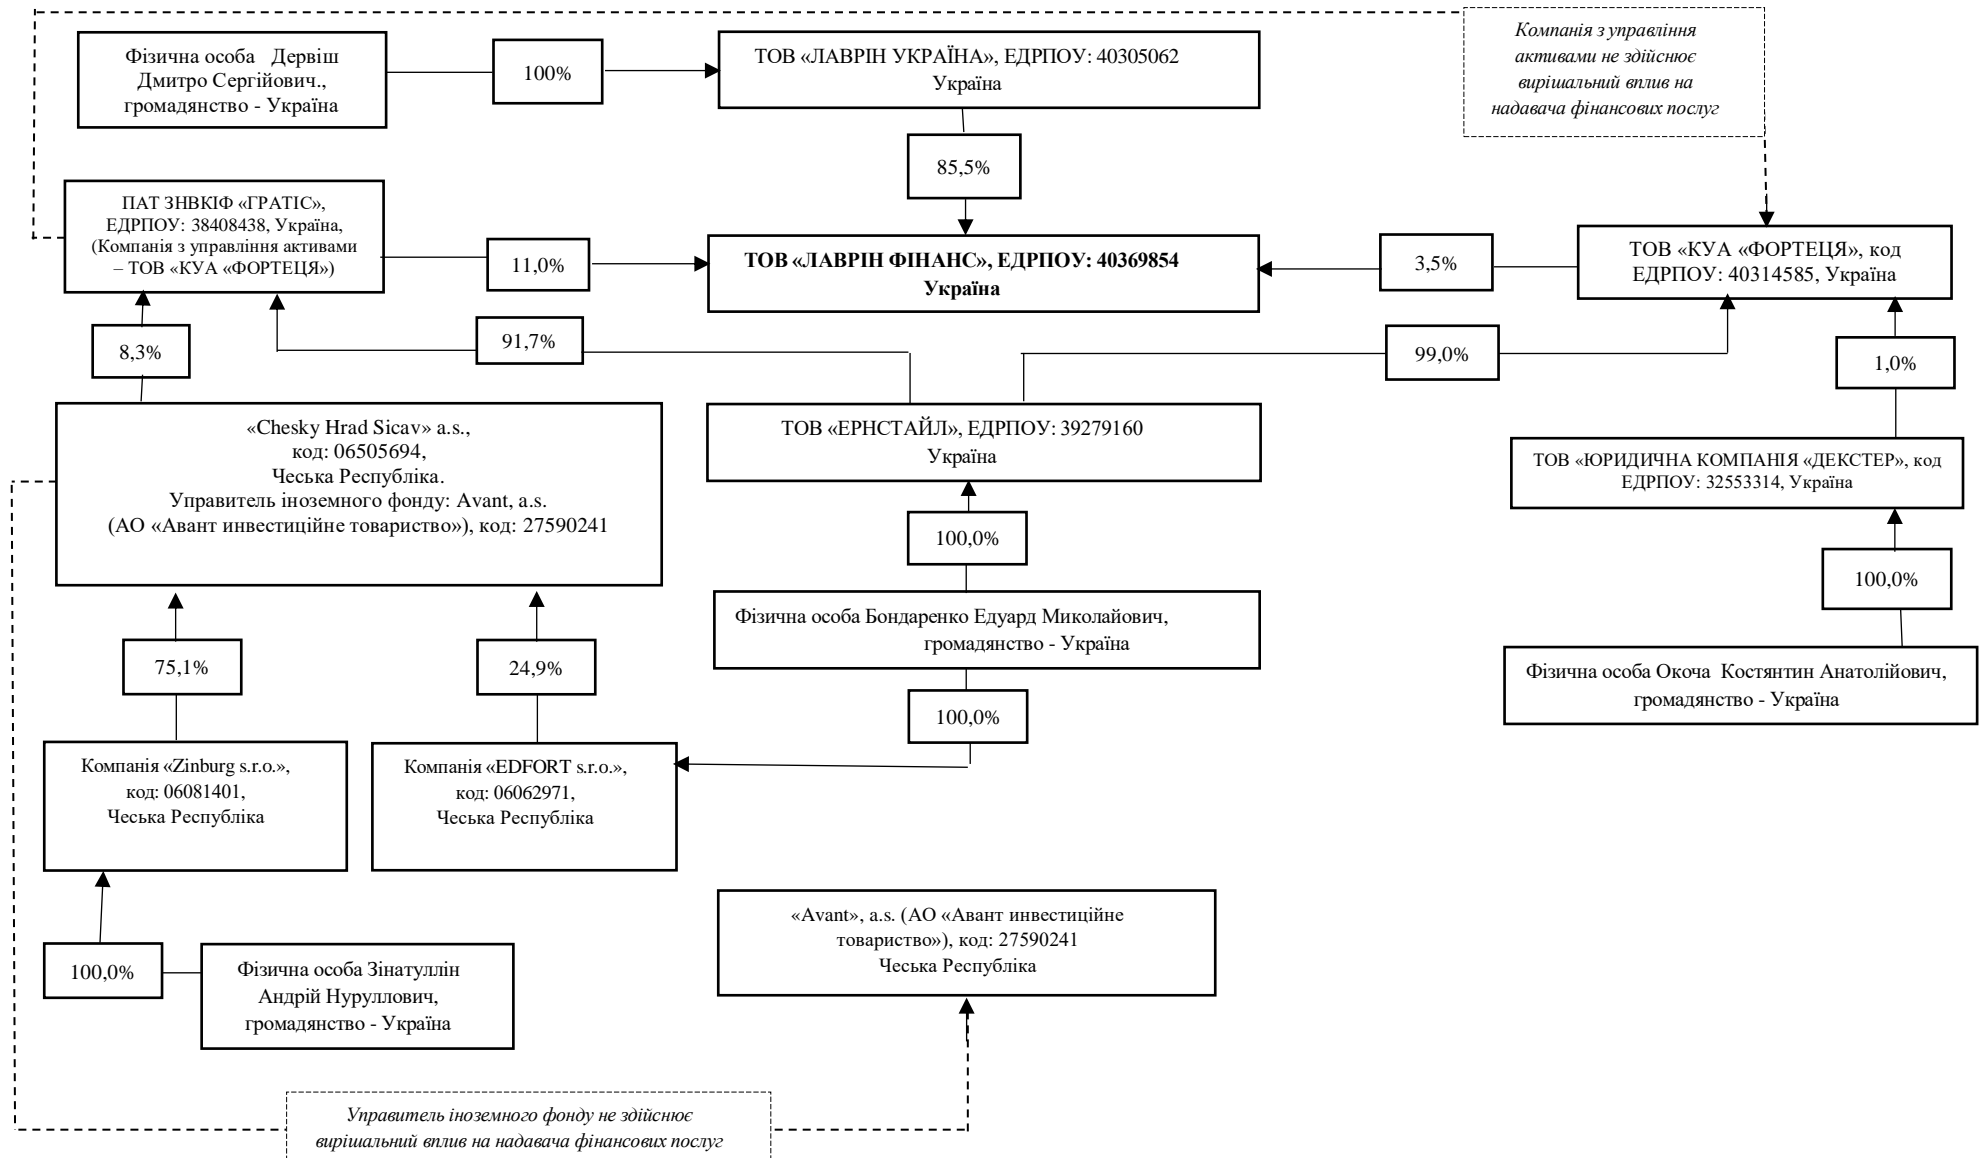 Фізична особа Дервіш
Дмитро Сергійович.,
громадянство - Україна
100%
ТОВ «ЛАВРІН УКРАЇНА», ЕДРПОУ: 40305062
Україна
Компанія з управління
активами не здійснює
вирішальний вплив на
надавача фінансових послуг
85,5%
ПАТ ЗНВКІФ «ГРАТІС»,
ЕДРПОУ: 38408438, Україна,
(Компанія з управління активами
– ТОВ «КУА «ФОРТЕЦЯ»)
11,0%
ТОВ «ЛАВРІН ФІНАНС», ЕДРПОУ: 40369854
Україна
3,5%
ТОВ «КУА «ФОРТЕЦЯ», код
ЕДРПОУ: 40314585, Україна
8,3%
91,7%
99,0%
1,0%
«Chesky Hrad Sicav» a.s.,
код: 06505694,
Чеська Республіка.
Управитель іноземного фонду: Avant, a.s.
(АО «Авант инвестиційне товариство»), код: 27590241
ТОВ «ЕРНСТАЙЛ», ЕДРПОУ: 39279160
Україна
ТОВ «ЮРИДИЧНА КОМПАНІЯ «ДЕКСТЕР», код
ЕДРПОУ: 32553314, Україна
100,0%
100,0%
Фізична особа Бондаренко Едуард Миколайович,
громадянство - Україна
75,1%
24,9%
Фізична особа Окоча Костянтин Анатолійович,
громадянство - Україна
100,0%
Компанія «Zinburg s.r.o.»,
код: 06081401,
Чеська Республіка
Компанія «EDFORT s.r.o.»,
код: 06062971,
Чеська Республіка
«Avant», a.s. (АО «Авант инвестиційне
товариство»), код: 27590241
Чеська Республіка
100,0%
Фізична особа Зінатуллін
Андрій Нуруллович,
громадянство - Україна
Управитель іноземного фонду не здійснює
вирішальний вплив на надавача фінансових послуг